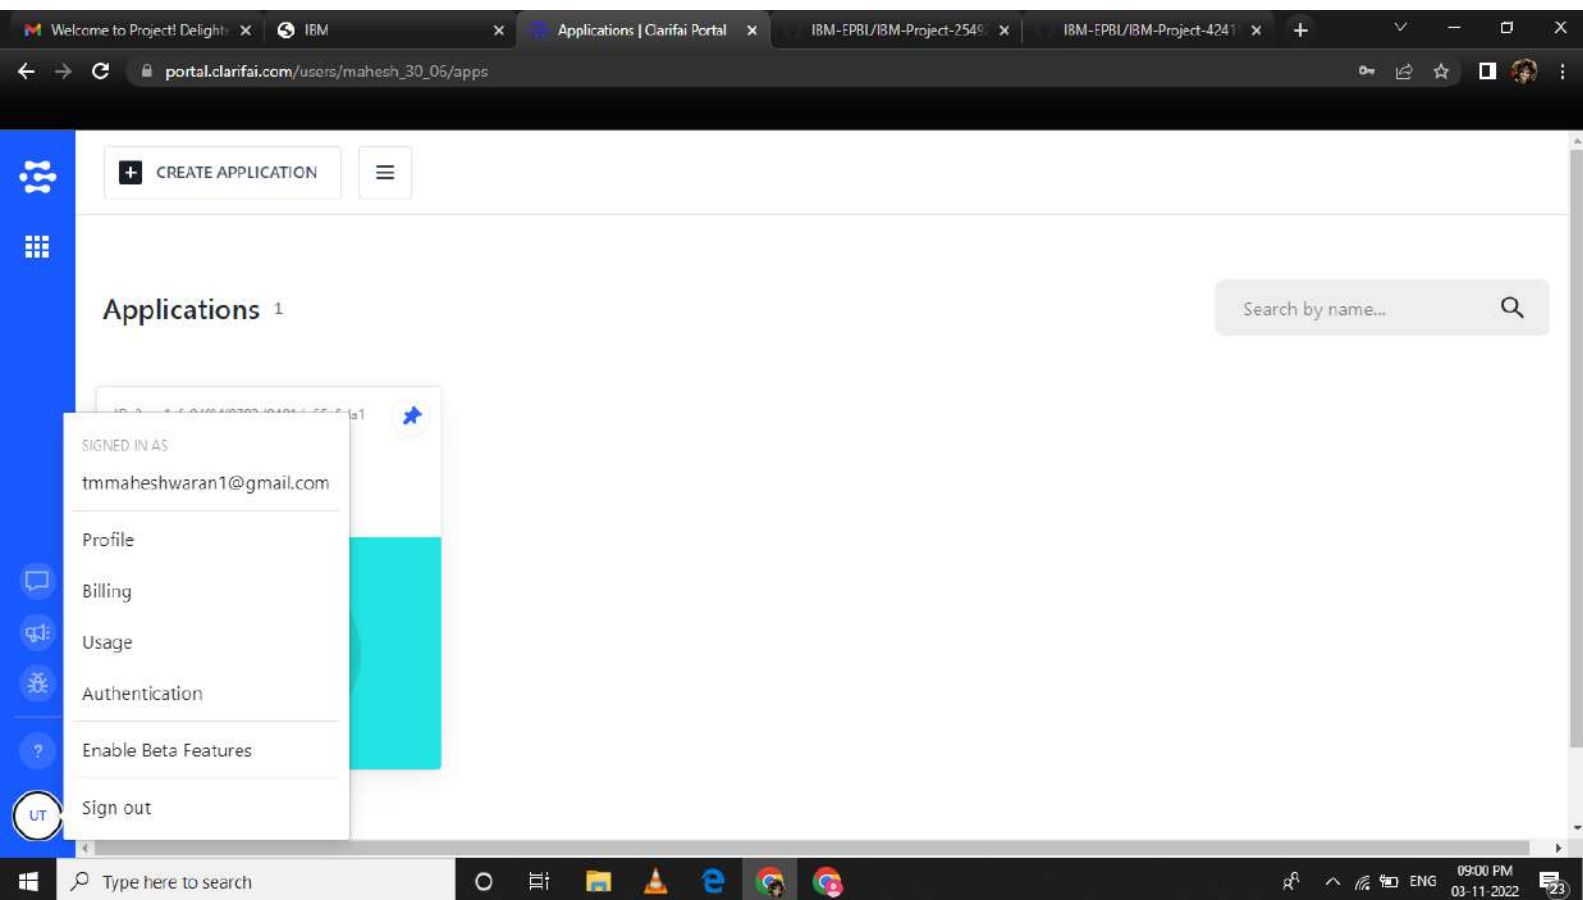 Welcome to Project! Delight
IBM
Applications | Clarifai Portal
IBM-EPBL/IBM-Project-2549
IBM-EPBL/IBM-Project-4241
portal.clarifai.com/users/mahesh_30_06/apps
CREATE APPLICATION
Applications 1
Search by name...
SIGNED IN AS
tmmaheshwaran1@gmail.com
Profile
Billing
Usage
Authentication
Enable Beta Features
?
UT
Sign out
Type here to search
ENG
09:00 PM
03-11-2022
23